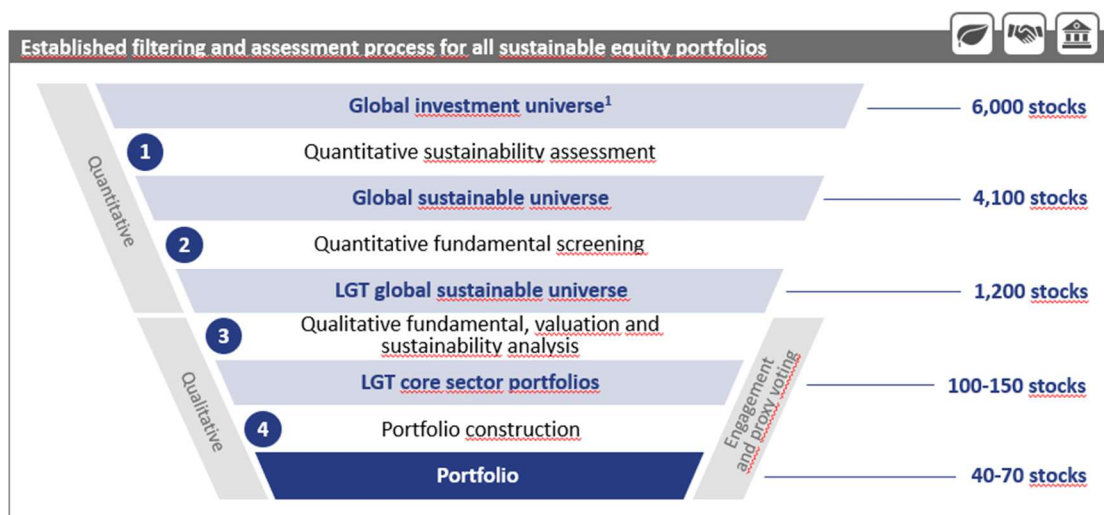 Established filtering and assessment process for all sustainable equity portfolios
Global investment universe¹
6,000 stocks
1
Quantitative sustainability assessment
Quantitative
Global sustainable universe
4,100 stocks
2
Quantitative fundamental screening
LGT global sustainable universe
1,200 stocks
3
Qualitative fundamental, valuation and
sustainability analysis
Qualitative
LGT core sector portfolios
100-150 stocks
Engagement
and proxy voting
4
Portfolio construction
Portfolio
40-70 stocks